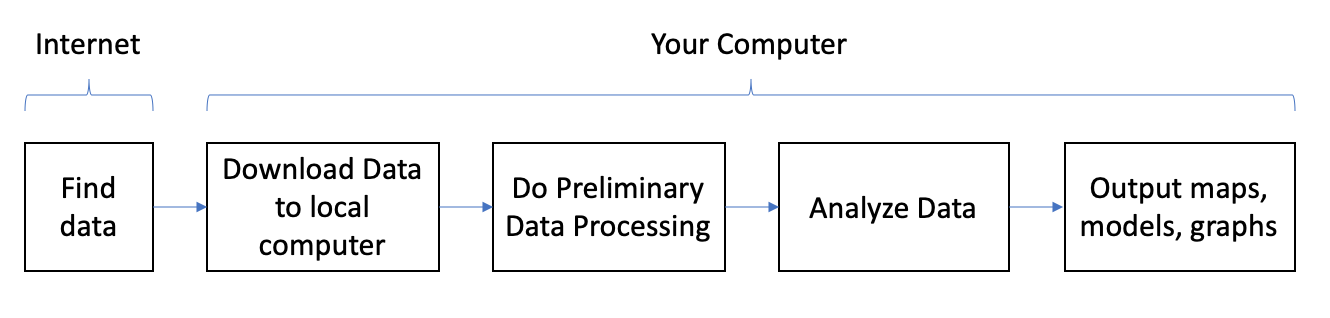 Internet
Your Computer
Find
data
Download Data
to local
computer
Do Preliminary
Data Processing
Analyze Data
Output maps,
models, graphs